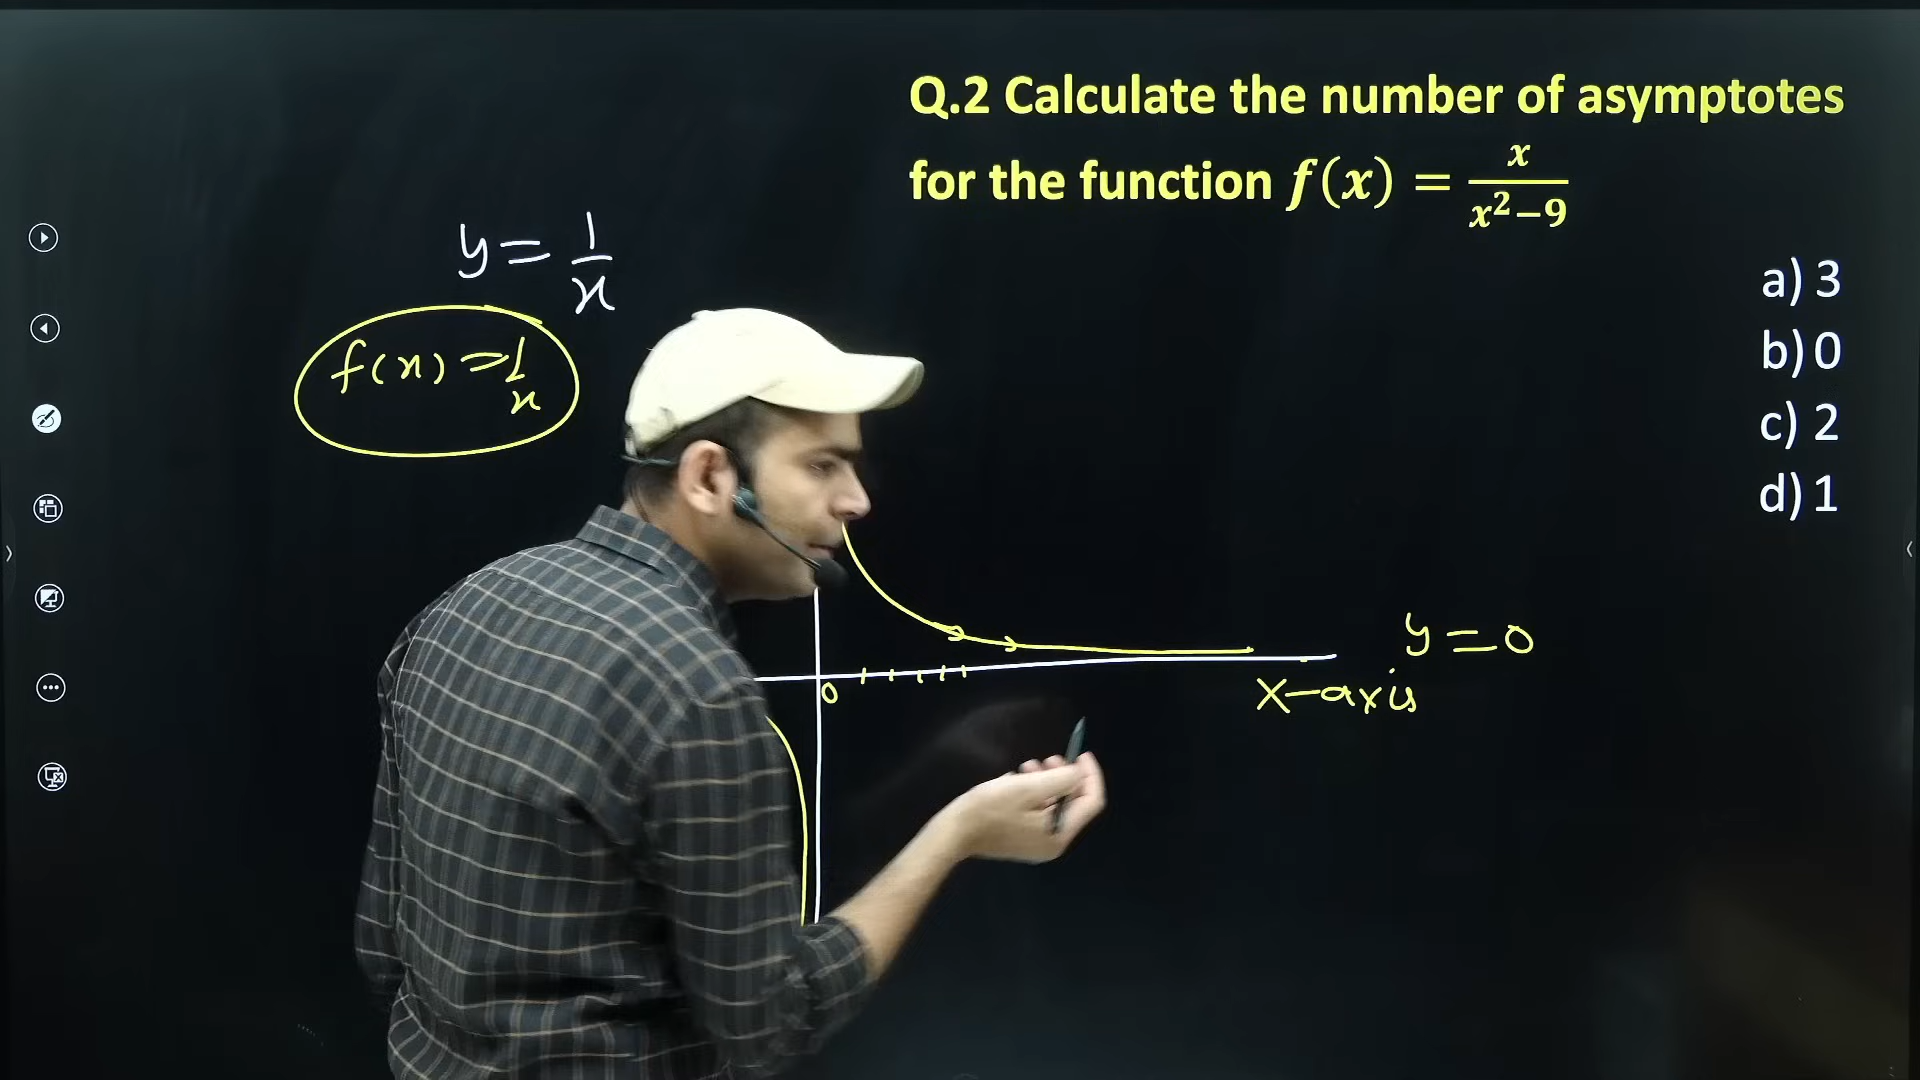 Q.2 Calculate the number of asymptotes
for the function f(x) = x/(x²−9)
a) 3
b) 0
c) 2
d) 1
y = 1/x
f(x) = 1/x
y = 0
0
X-axis